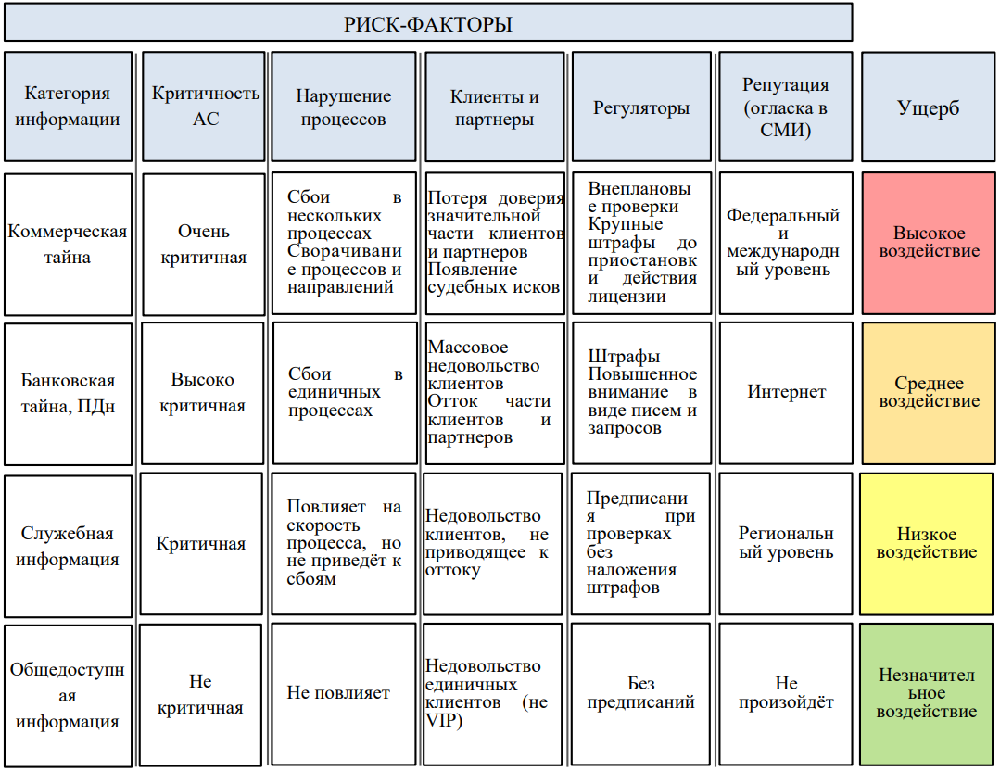 РИСК-ФАКТОРЫ
Категория
информации
Критичность
АС
Нарушение
процессов
Клиенты и
партнеры
Регуляторы
Репутация
(огласка в
СМИ)
Ущерб
Коммерческая
тайна
Очень
критичная
Сбои в
нескольких
процессах
Сворачивани
е процессов и
направлений
Потеря доверия
значительной
части клиентов
и партнеров
Появление
судебных исков
Внеплановы
е проверки
Крупные
штрафы до
приостановк
и действия
лицензии
Федеральный
и
международн
ый уровень
Высокое
воздействие
Банковская
тайна, ПДн
Высоко
критичная
Сбои в
единичных
процессах
Массовое
недовольство
клиентов
Отток части
клиентов и
партнеров
Штрафы
Повышенное
внимание в
виде писем и
запросов
Интернет
Среднее
воздействие
Служебная
информация
Критичная
Повлияет на
скорость
процесса, но
не приведёт к
сбоям
Недовольство
клиентов, не
приводящее к
оттоку
Предписани
я при
проверках
без
наложения
штрафов
Региональн
ый уровень
Низкое
воздействие
Общедоступн
ая
информация
Не
критичная
Не повлияет
Недовольство
единичных
клиентов (не
VIP)
Без
предписаний
Не
произойдёт
Незначител
ьное
воздействие